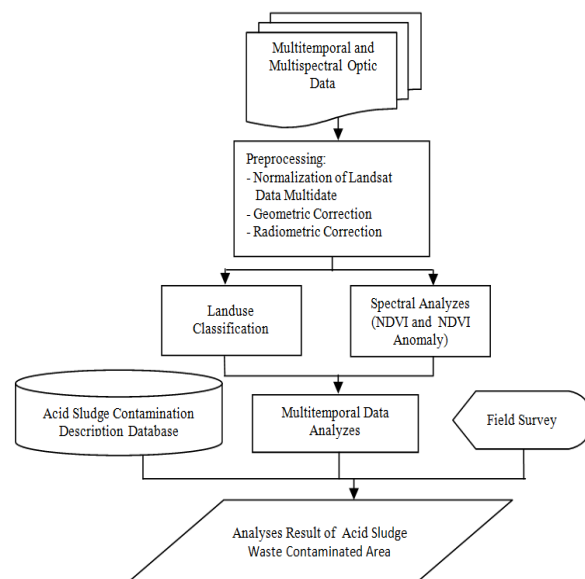 Multitemporal and
Multispectral Optic
Data
Preprocessing:
- Normalization of Landsat
Data Multidate
- Geometric Correction
- Radiometric Correction
Landuse
Classification
Spectral Analyzes
(NDVI and NDVI
Anomaly)
Acid Sludge Contamination
Description Database
Multitemporal Data
Analyzes
Field Survey
Analyses Result of Acid Sludge
Waste Contaminated Area